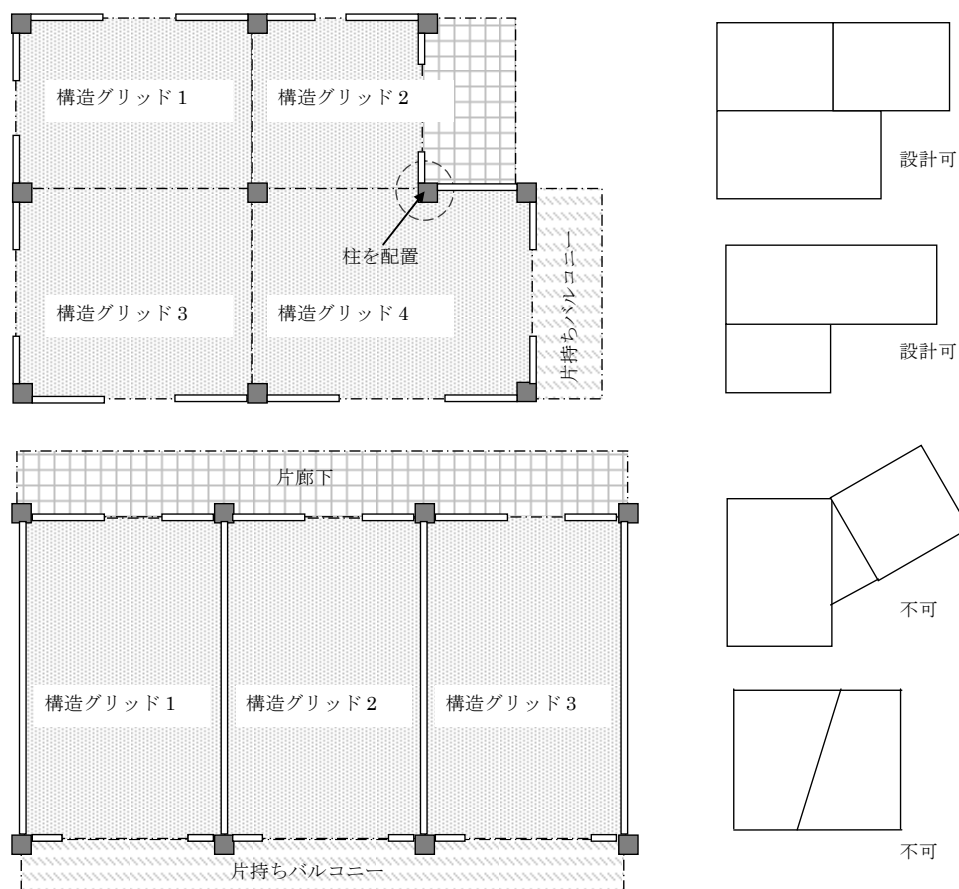 構造グリッド 1
構造グリッド 2
設計可
柱を配置
構造グリッド 3
構造グリッド 4
片持ちバルコニー
設計可
片廊下
不可
構造グリッド 1
構造グリッド 2
構造グリッド 3
不可
片持ちバルコニー